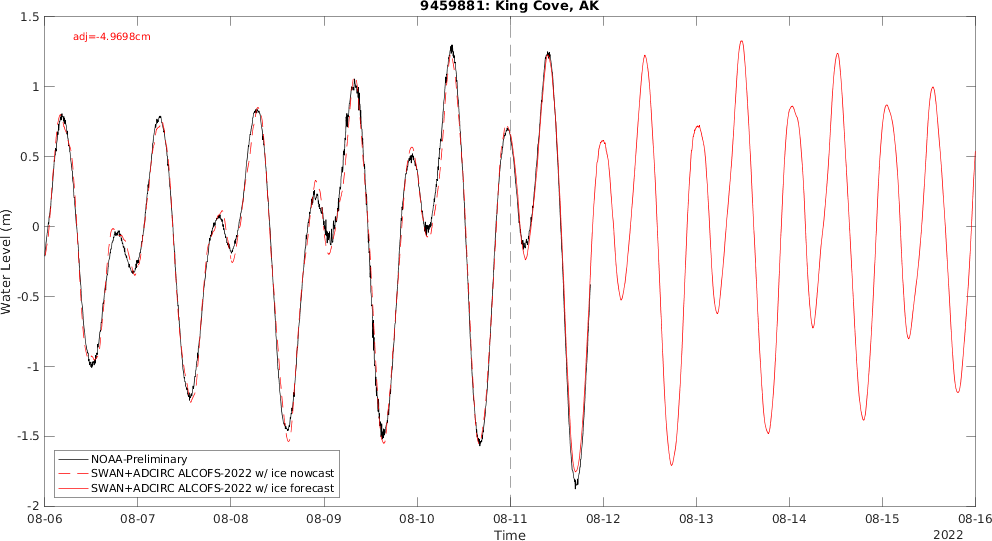 9459881: King Cove, AK
adj=-4.9698cm
1.5
1
0.5
0
-0.5
-1
-1.5
-2
Water Level (m)
NOAA-Preliminary
SWAN+ADCIRC ALCOFS-2022 w/ ice nowcast
SWAN+ADCIRC ALCOFS-2022 w/ ice forecast
08-06 08-07 08-08 08-09 08-10 08-11 08-12 08-13 08-14 08-15 08-16
Time
2022